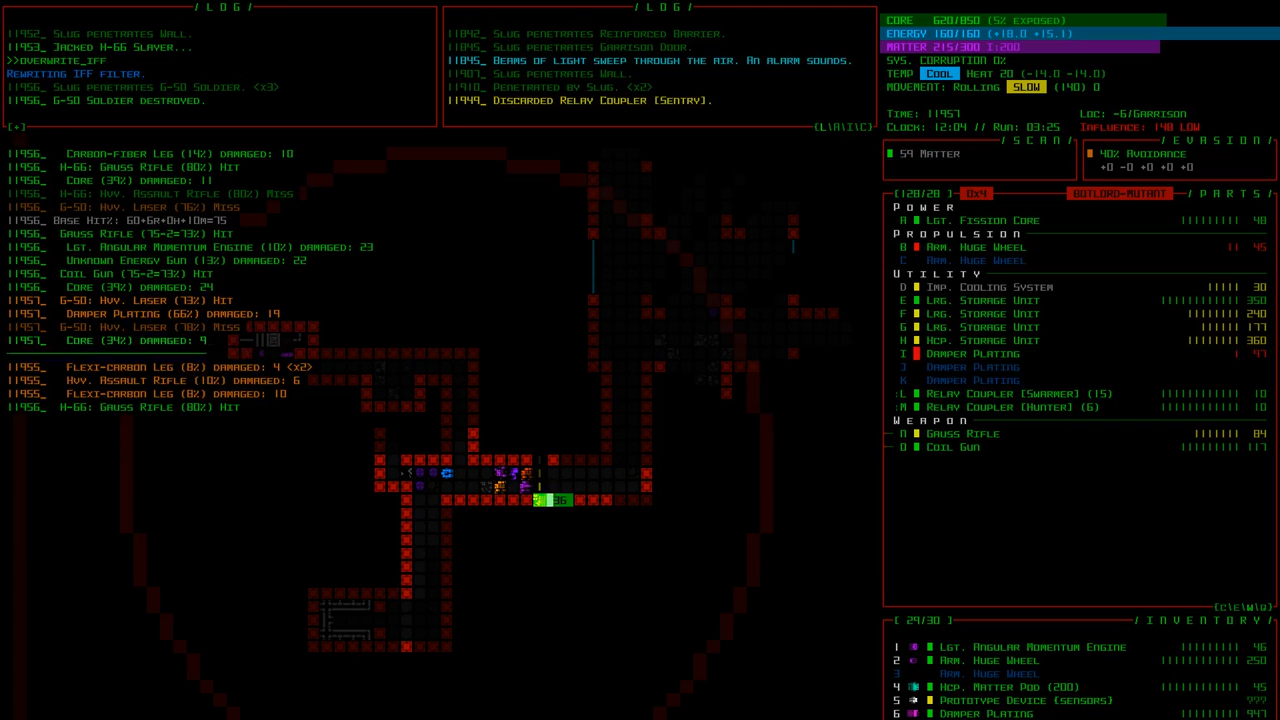 / L O G /
11952_ Slug penetrates Wall.
11953_ Jacked H-66 Slayer...
>>overwrite_iff
Rewriting IFF filter.
11956_ Slug penetrates G-50 Soldier. <x3>
11956_ G-50 Soldier destroyed.
[+]
/ L O G /
11842_ Slug penetrates Reinforced Barrier.
11845_ Slug penetrates Garrison Door.
11845_ Beams of light sweep through the air. An alarm sounds.
11907_ Slug penetrates Wall.
11910_ Penetrated by Slug. <x2>
11949_ Discarded Relay Coupler [Sentry].
(L\A\I\C)
11956_ Carbon-fiber Leg (14%) damaged: 10
11956_ H-66: Gauss Rifle (80%) Hit
11956_ Core (39%) damaged: 11
11956_ H-66: Hvy. Assault Rifle (80%) Miss
11956_ G-50: Hvy. Laser (76%) Miss
11956_ Base Hit%: 60+6r+0h+10m=75
11956_ Gauss Rifle (75-2=73%) Hit
11956_ Lgt. Angular Momentum Engine (10%) damaged: 23
11956_ Unknown Energy Gun (13%) damaged: 22
11956_ Coil Gun (75-2=73%) Hit
11956_ Core (39%) damaged: 24
11957_ G-50: Hvy. Laser (73%) Hit
11957_ Damper Plating (66%) damaged: 19
11957_ G-50: Hvy. Laser (78%) Miss
11956_ Core (34%) damaged: 9
11955_ Flexi-carbon Leg (8%) damaged: 4 <x2>
11955_ Hvy. Assault Rifle (10%) damaged: 6
11955_ Flexi-carbon Leg (8%) damaged: 10
11956_ H-66: Gauss Rifle (80%) Hit
36
CORE 620/850 (5% exposed)
ENERGY 160/160 (+18.0 +15.1)
MATTER 215/300 I:200
SYS. CORRUPTION 0%
TEMP Cool Heat 20 (-14.0 -14.0)
MOVEMENT: Rolling SLOW (140) 0
Time: 11957 Loc: -6/Garrison
Clock: 12:04 // Run: 03:25 Influence: 148 LOW
/ S C A N /
59 Matter
/ E V A S I O N /
40% Avoidance
+0 -0 +0 +0 +0
[128/28 ] 0x4 BOTLORD-MUTANT / P A R T S /
P o w e r
A Lgt. Fission Core 48
P r o p u l s i o n
B Arm. Huge Wheel 45
C Arm. Huge Wheel
U t i l i t y
D Imp. Cooling System 30
E Lrg. Storage Unit 350
F Lrg. Storage Unit 240
G Lrg. Storage Unit 177
H Hcp. Storage Unit 360
I Damper Plating 47
J Damper Plating
K Damper Plating
:L Relay Coupler [Swarmer] (15) 10
:M Relay Coupler [Hunter] (6) 10
W e a p o n
N Gauss Rifle 84
O Coil Gun 117
(C\E\W\Q)
[ 29/30 ] / I N V E N T O R Y /
1 Lgt. Angular Momentum Engine 46
2 Arm. Huge Wheel 250
3 Arm. Huge Wheel
4 Hcp. Matter Pod (200) 45
5 Prototype Device {sensors} ???
6 Damper Plating 947